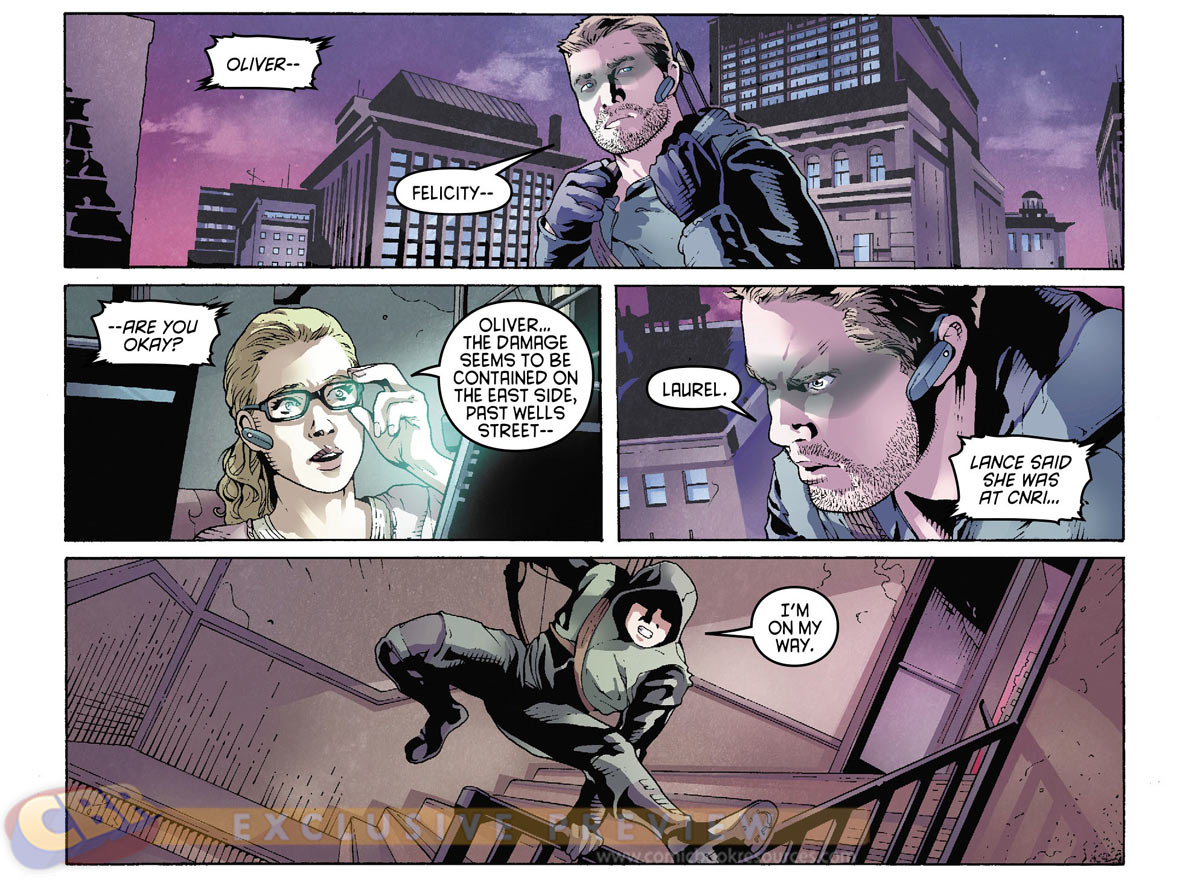 OLIVER--
FELICITY--
--ARE YOU
OKAY?
OLIVER...
THE DAMAGE
SEEMS TO BE
CONTAINED ON
THE EAST SIDE,
PAST WELLS
STREET--
LAUREL.
LANCE SAID
SHE WAS
AT CNRI...
I'M
ON MY
WAY.
CBR
EXCLUSIVE PREVIEW
www.comicbookresources.com